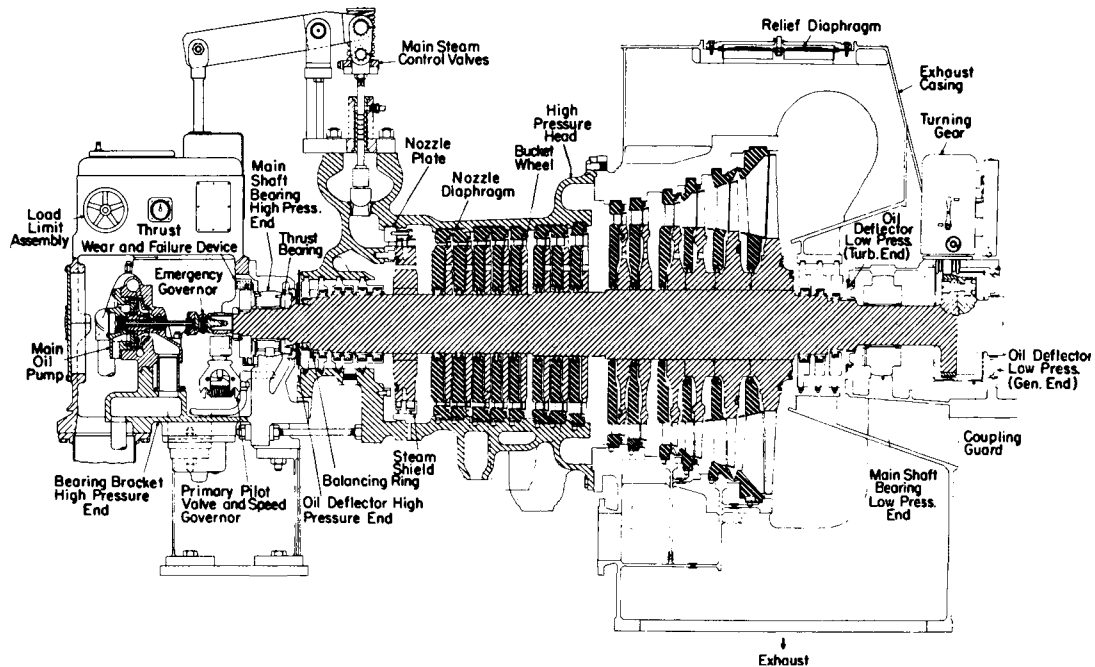 Relief Diaphragm
Main Steam
Control Valves
Exhaust
Casing
High
Pressure
Head
Turning
Gear
Nozzle
Plate
Bucket
Wheel
Main
Shaft
Bearing
High Press.
End
Nozzle
Diaphragm
Load
Limit
Assembly
Thrust
Wear and Failure Device
Oil
Deflector
Low Press.
(Turb. End)
Thrust
Bearing
Emergency
Governor
Main
Oil
Pump
Oil Deflector
Low Press.
(Gen. End)
Steam
Shield
Coupling
Guard
Bearing Bracket
High Pressure
End
Primary Pilot
Valve and Speed
Governor
Balancing Ring
Oil Deflector High
Pressure End
Main Shaft
Bearing
Low Press.
End
Exhaust